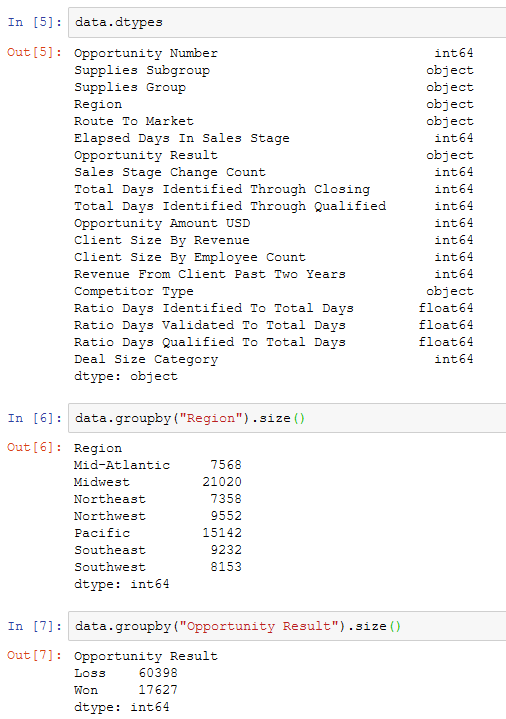 In [5]: data.dtypes
Out[5]: Opportunity Number int64
Supplies Subgroup object
Supplies Group object
Region object
Route To Market object
Elapsed Days In Sales Stage int64
Opportunity Result object
Sales Stage Change Count int64
Total Days Identified Through Closing int64
Total Days Identified Through Qualified int64
Opportunity Amount USD int64
Client Size By Revenue int64
Client Size By Employee Count int64
Revenue From Client Past Two Years int64
Competitor Type object
Ratio Days Identified To Total Days float64
Ratio Days Validated To Total Days float64
Ratio Days Qualified To Total Days float64
Deal Size Category int64
dtype: object
In [6]: data.groupby("Region").size()
Out[6]: Region
Mid-Atlantic 7568
Midwest 21020
Northeast 7358
Northwest 9552
Pacific 15142
Southeast 9232
Southwest 8153
dtype: int64
In [7]: data.groupby("Opportunity Result").size()
Out[7]: Opportunity Result
Loss 60398
Won 17627
dtype: int64